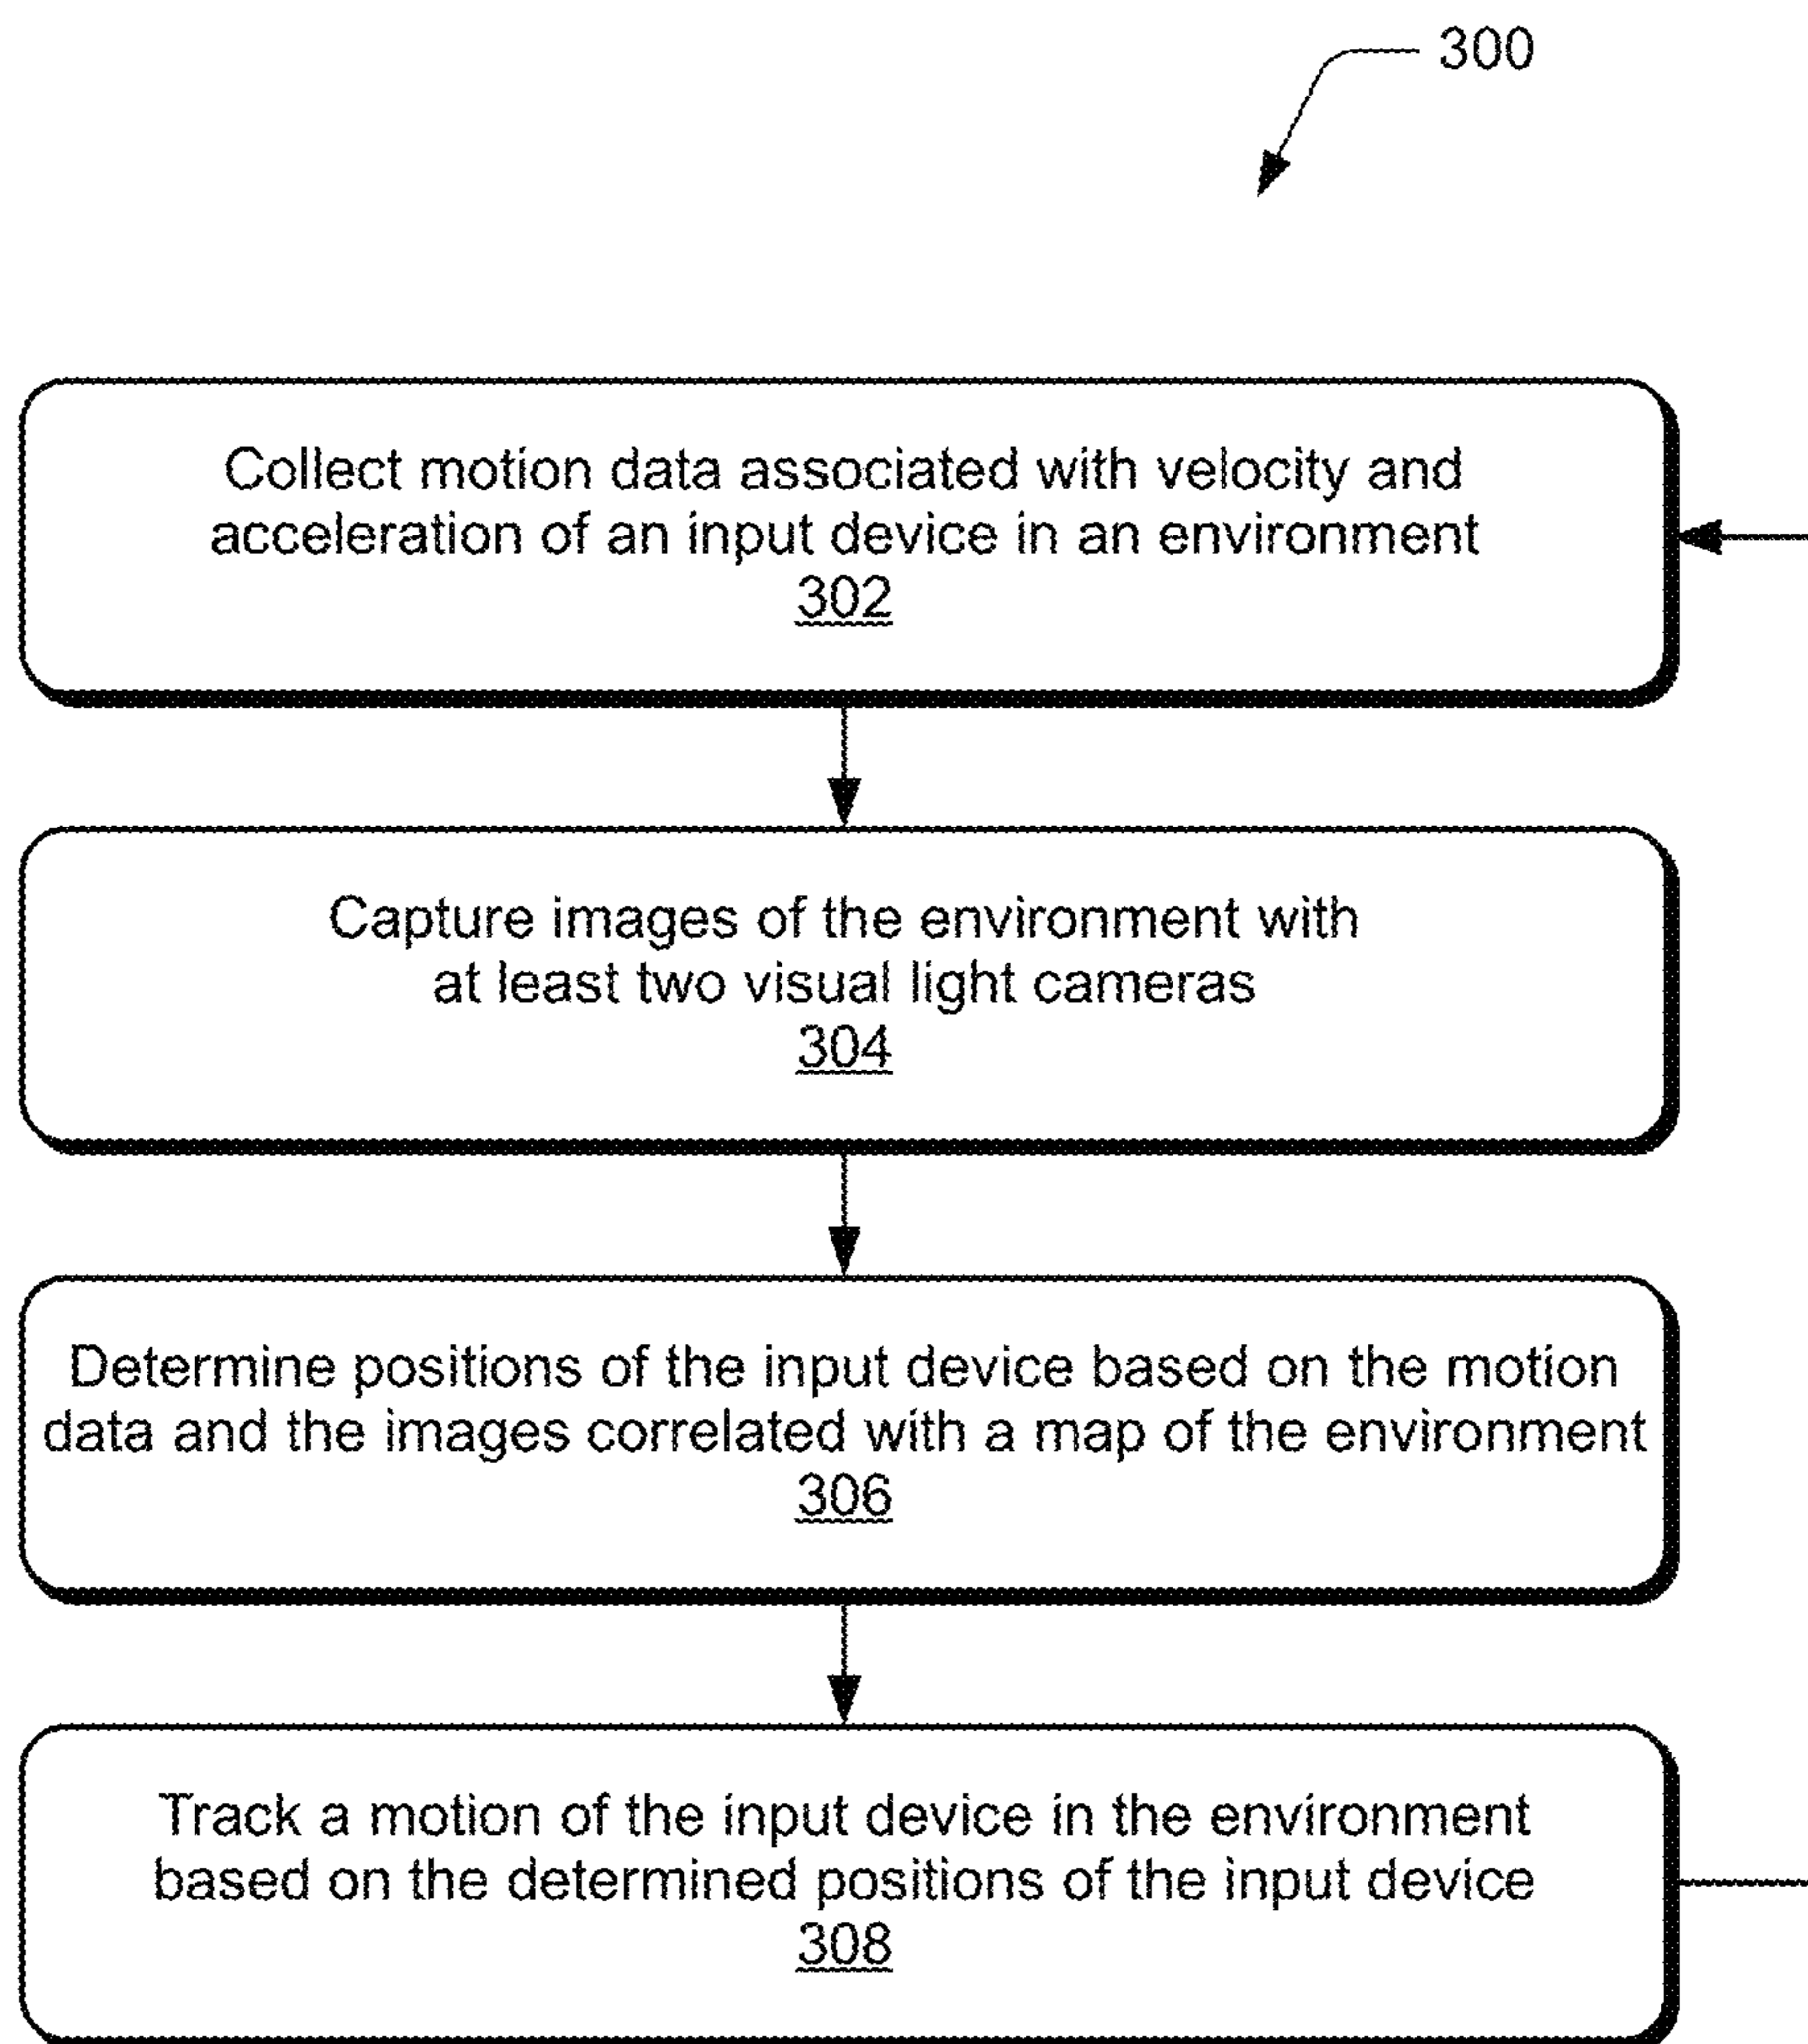 300
Collect motion data associated with velocity and
acceleration of an input device in an environment
302
Capture images of the environment with
at least two visual light cameras
304
Determine positions of the input device based on the motion
data and the images correlated with a map of the environment
306
Track a motion of the input device in the environment
based on the determined positions of the input device
308